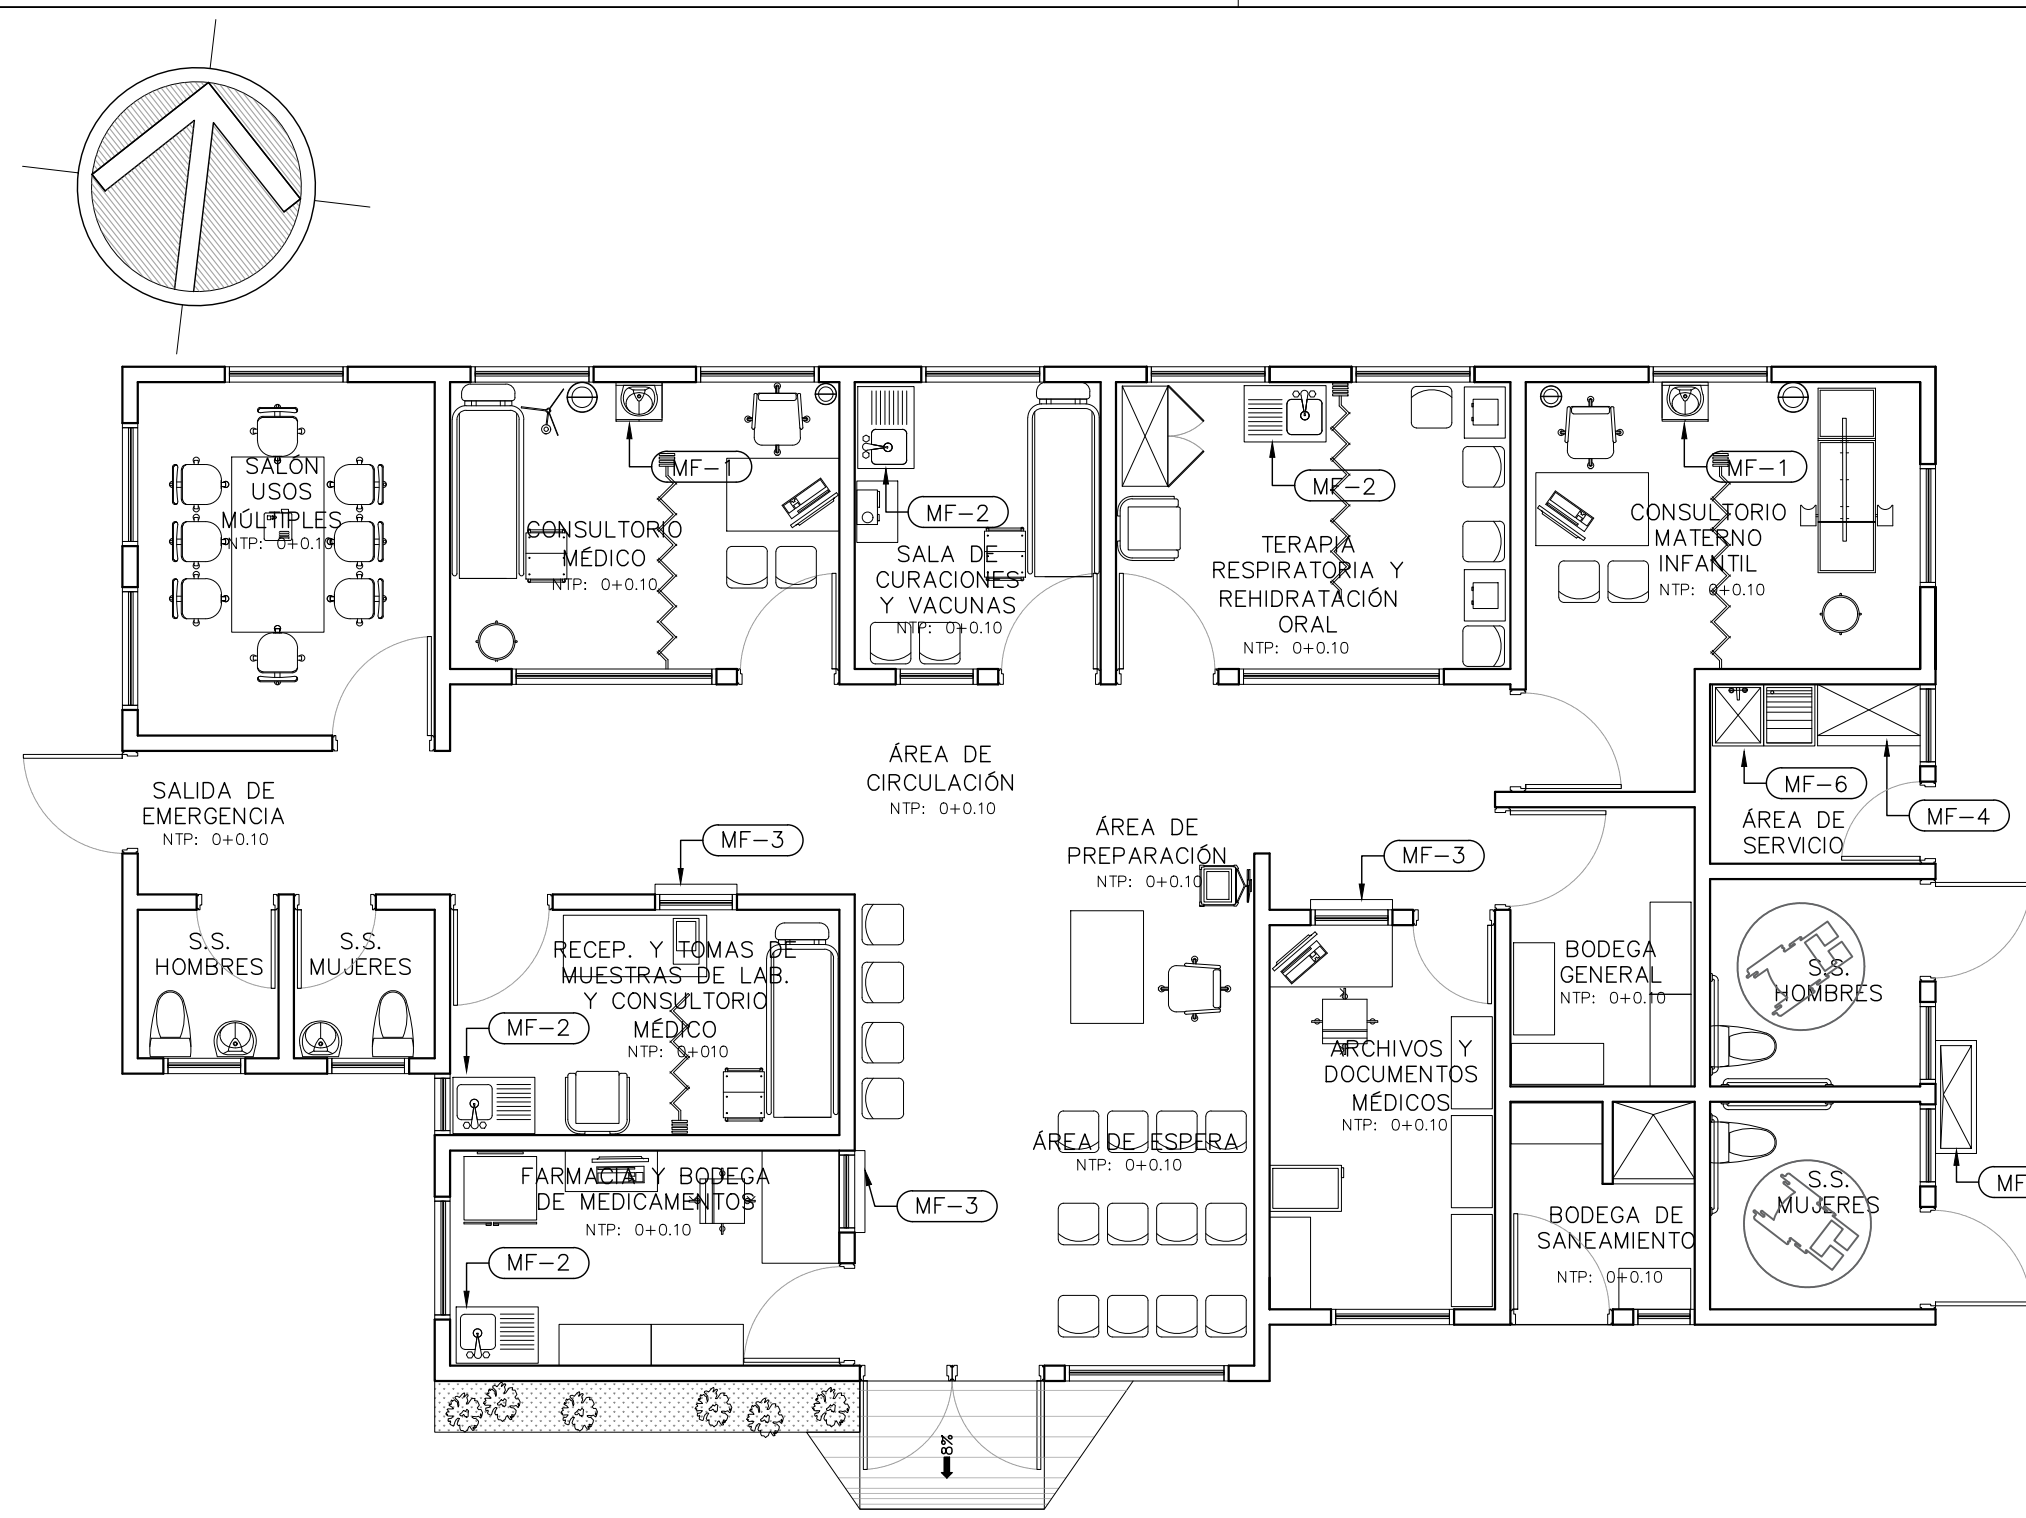 SALÓN
USOS
MÚLTIPLES
NTP: 0+0.10
MF-1
CONSULTORIO
MÉDICO
NTP: 0+0.10
MF-2
SALA DE
CURACIONES
Y VACUNAS
NTP: 0+0.10
MF-2
TERAPIA
RESPIRATORIA Y
REHIDRATACIÓN
ORAL
NTP: 0+0.10
MF-1
CONSULTORIO
MATERNO
INFANTIL
NTP: 0+0.10
SALIDA DE
EMERGENCIA
NTP: 0+0.10
ÁREA DE
CIRCULACIÓN
NTP: 0+0.10
MF-6
MF-4
ÁREA DE
SERVICIO
MF-3
ÁREA DE
PREPARACIÓN
NTP: 0+0.10
MF-3
S.S.
HOMBRES
S.S.
MUJERES
RECEP. Y TOMAS DE
MUESTRAS DE LAB.
Y CONSULTORIO
MÉDICO
NTP: 0+010
MF-2
BODEGA
GENERAL
NTP: 0+0.10
S.S.
HOMBRES
ARCHIVOS Y
DOCUMENTOS
MÉDICOS
NTP: 0+0.10
ÁREA DE ESPERA
NTP: 0+0.10
FARMACIA Y BODEGA
DE MEDICAMENTOS
NTP: 0+0.10
MF-3
MF-2
BODEGA DE
SANEAMIENTO
NTP: 0+0.10
S.S.
MUJERES
MF
8%